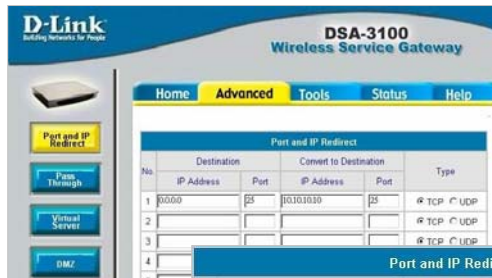 D-Link
Building Networks for People
DSA-3100
Wireless Service Gateway
Home Advanced Tools Status Help
Port and IP Redirect
Pass Through
Virtual Server
DMZ
Port and IP Redirect
No. Destination Convert to Destination Type
IP Address Port IP Address Port
1 0.0.0.0 25 10.10.10.10 25 TCP UDP
2 TCP UDP
3 TCP UDP
4
Port and IP Redi